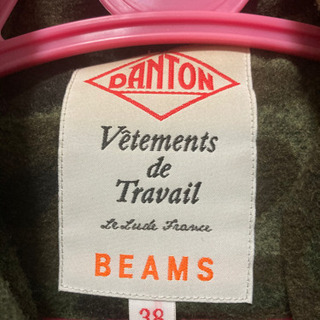 DANTON
Vêtements
de
Travail
Le Lude France
BEAMS
38